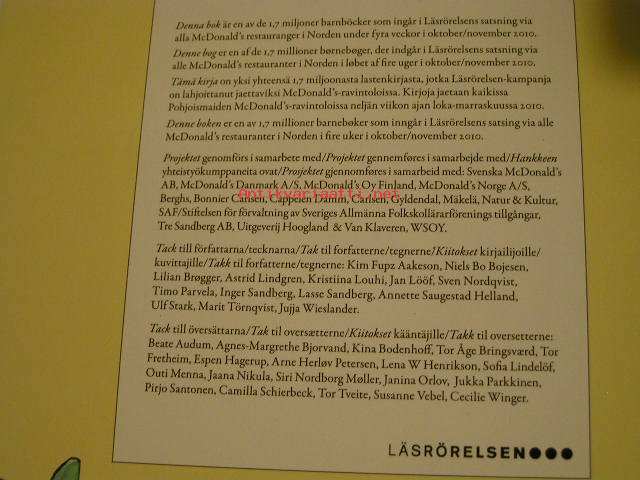 Denna bok är en av de 1,7 miljoner barnböcker som ingår i Läsrörelsens satsning via
alla McDonald's restauranger i Norden under fyra veckor i oktober/november 2010.
Denne bog er en af de 1,7 millioner børnebøger, der indgår i Läsrörelsens satsning via
alle McDonald's restauranter i Norden i løbet af fire uger i oktober/november 2010.
Tämä kirja on yksi yhteensä 1,7 miljoonasta lastenkirjasta, jotka Läsrörelsen-kampanja
on lahjoittanut jaettaviksi McDonald's-ravintoloissa. Kirjoja jaetaan kaikissa
Pohjoismaiden McDonald's-ravintoloissa neljän viikon ajan loka-marraskuussa 2010.
Denne boken er en av 1,7 millioner barnebøker som inngår i Läsrörelsens satsning via alle
McDonald's restauranter i Norden i fire uker i oktober/november 2010.
Projektet genomförs i samarbete med/Projektet gennemføres i samarbejde med/Hankkeen
yhteistyökumppaneita ovat/Prosjektet gjennomføres i samarbeid med: Svenska McDonald's
AB, McDonald's Danmark A/S, McDonald's Oy Finland, McDonald's Norge A/S,
antikvariaatti.net
Berghs, Bonnier Carlsen, Cappelen Damm, Carlsen, Gyldendal, Mäkelä, Natur & Kultur,
SAF/Stiftelsen för förvaltning av Sveriges Allmänna Folkskollärarförenings tillgångar,
Tre Sandberg AB, Uitgeverij Hoogland & Van Klaveren, WSOY.
Tack till författarna/tecknarna/Tak til forfatterne/tegnerne/Kiitokset kirjailijoille/
kuvittajille/Takk til forfatterne/tegnerne: Kim Fupz Aakeson, Niels Bo Bojesen,
Lilian Brøgger, Astrid Lindgren, Kristiina Louhi, Jan Lööf, Sven Nordqvist,
Timo Parvela, Inger Sandberg, Lasse Sandberg, Annette Saugestad Helland,
Ulf Stark, Marit Törnqvist, Jujja Wieslander.
Tack till översättarna/Tak til oversætterne/Kiitokset kääntäjille/Takk til oversetterne:
Beate Audum, Agnes-Margrethe Bjorvand, Kina Bodenhoff, Tor Åge Bringsværd, Tor
Fretheim, Espen Hagerup, Arne Herløv Petersen, Lena W Henrikson, Sofia Lindelöf,
Outi Menna, Jaana Nikula, Siri Nordborg Møller, Janina Orlov, Jukka Parkkinen,
Pirjo Santonen, Camilla Schierbeck, Tor Tveite, Susanne Vebel, Cecilie Winger.
LÄSRÖRELSEN